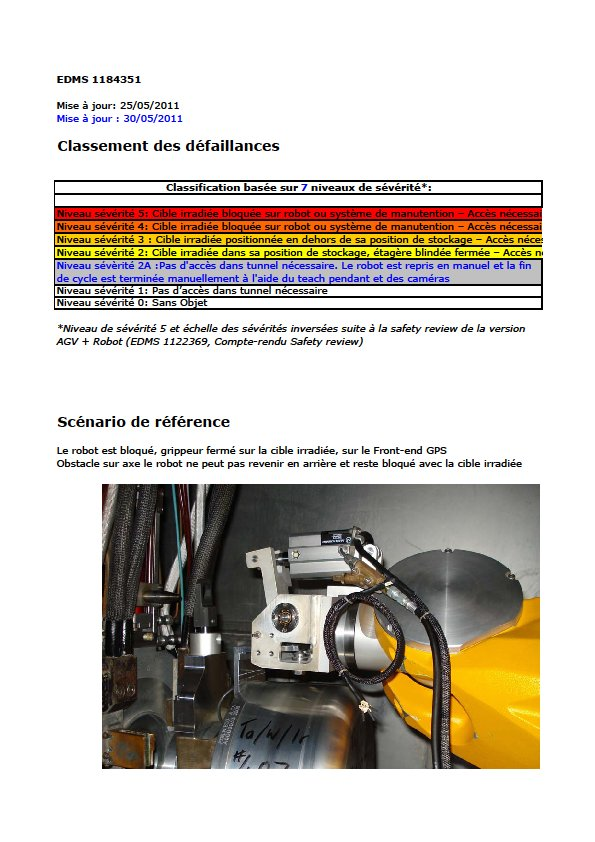 EDMS 1184351
Mise à jour: 25/05/2011
Mise à jour : 30/05/2011
Classement des défaillances
Classification basée sur 7 niveaux de sévérité*:
Niveau sévérité 5: Cible irradiée bloquée sur robot ou système de manutention – Accès nécessai
Niveau sévérité 4: Cible irradiée bloquée sur robot ou système de manutention – Accès nécessai
Niveau sévérité 3 : Cible irradiée positionnée en dehors de sa position de stockage – Accès néces
Niveau sévérité 2: Cible irradiée dans sa position de stockage, étagère blindée fermée – Accès né
Niveau sévèrité 2A :Pas d'accès dans tunnel nécessaire. Le robot est repris en manuel et la fin
de cycle est terminée manuellement à l'aide du teach pendant et des caméras
Niveau sévérité 1: Pas d'accès dans tunnel nécessaire
Niveau sévérité 0: Sans Objet
*Niveau de sévérité 5 et échelle des sévérités inversées suite à la safety review de la version
AGV + Robot (EDMS 1122369, Compte-rendu Safety review)
Scénario de référence
Le robot est bloqué, grippeur fermé sur la cible irradiée, sur le Front-end GPS
Obstacle sur axe le robot ne peut pas revenir en arrière et reste bloqué avec la cible irradiée
Ta/W/Ir